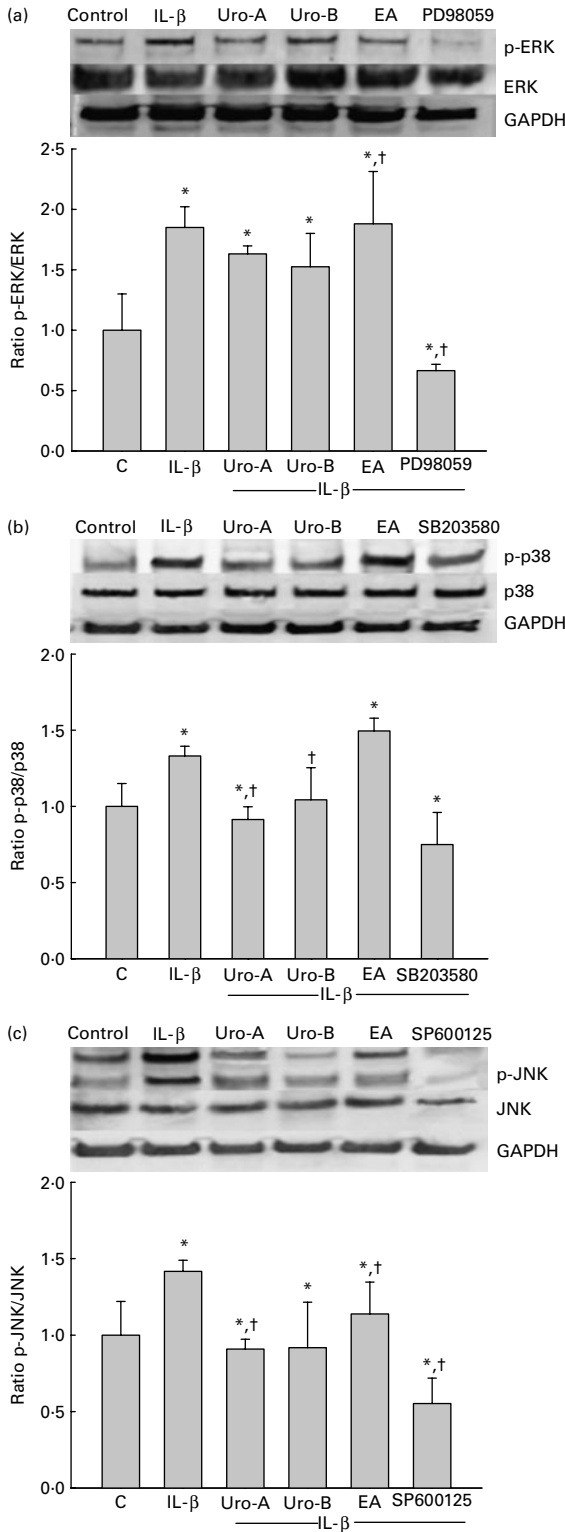 (a)
Control IL-β Uro-A Uro-B EA PD98059
p-ERK
ERK
GAPDH
2·5
2·0
1·5
1·0
0·5
0·0
Ratio p-ERK/ERK
*
*
*
*,†
*,†
C IL-β Uro-A Uro-B EA PD98059
IL-β
(b)
Control IL-β Uro-A Uro-B EA SB203580
p-p38
p38
GAPDH
2·0
1·5
1·0
0·5
0·0
Ratio p-p38/p38
*
*,†
†
*
*
C IL-β Uro-A Uro-B EA SB203580
IL-β
(c)
Control IL-β Uro-A Uro-B EA SP600125
p-JNK
JNK
GAPDH
2·0
1·5
1·0
0·5
0·0
Ratio p-JNK/JNK
*
*,†
*
*,†
*,†
C IL-β Uro-A Uro-B EA SP600125
IL-β